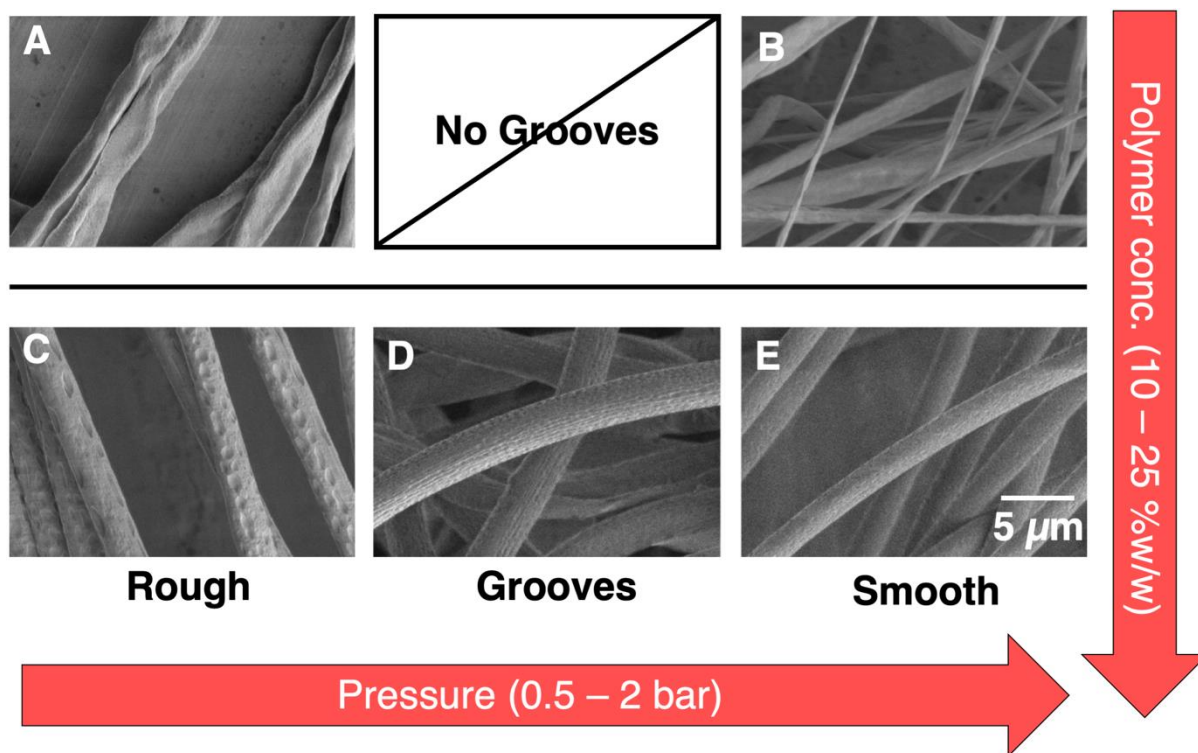 A
No Grooves
B
Polymer conc. (10 – 25 %w/w)
C
D
E
5 µm
Rough
Grooves
Smooth
Pressure (0.5 – 2 bar)